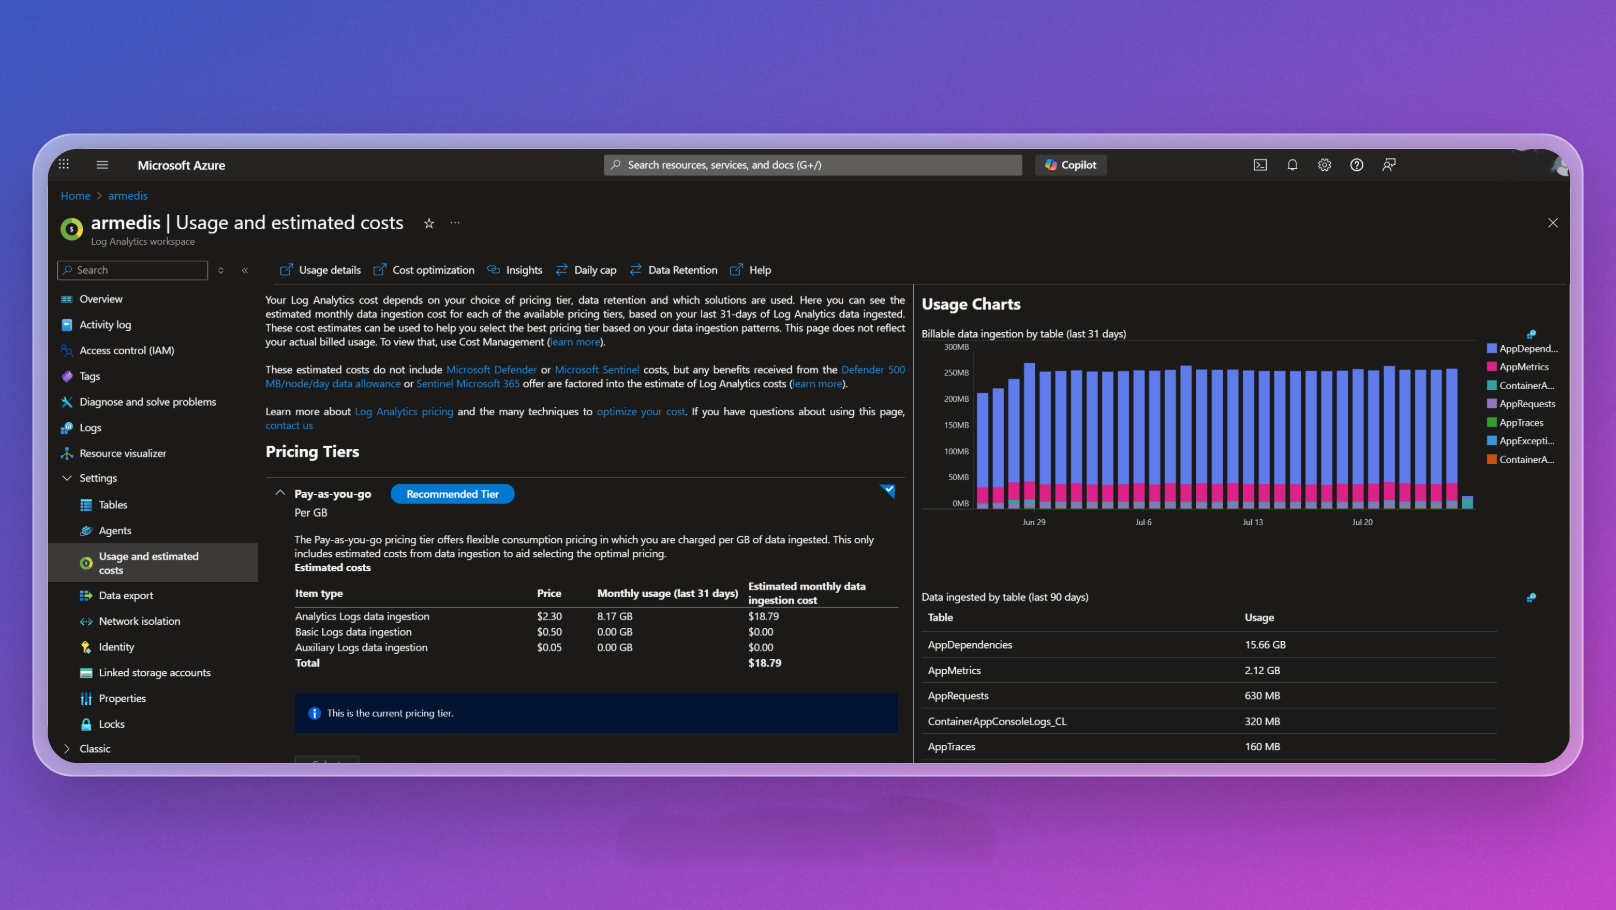 Microsoft Azure
Search resources, services, and docs (G+/)
Copilot
Home > armedis
armedis | Usage and estimated costs
Log Analytics workspace
Search
Overview
Activity log
Access control (IAM)
Tags
Diagnose and solve problems
Logs
Resource visualizer
Settings
Tables
Agents
Usage and estimated
costs
Data export
Network isolation
Identity
Linked storage accounts
Properties
Locks
Classic
Usage details
Cost optimization
Insights
Daily cap
Data Retention
Help
Your Log Analytics cost depends on your choice of pricing tier, data retention and which solutions are used. Here you can see the
estimated monthly data ingestion cost for each of the available pricing tiers, based on your last 31-days of Log Analytics data ingested.
These cost estimates can be used to help you select the best pricing tier based on your data ingestion patterns. This page does not reflect
your actual billed usage. To view that, use Cost Management (learn more).
These estimated costs do not include Microsoft Defender or Microsoft Sentinel costs, but any benefits received from the Defender 500
MB/node/day data allowance or Sentinel Microsoft 365 offer are factored into the estimate of Log Analytics costs (learn more).
Learn more about Log Analytics pricing and the many techniques to optimize your cost. If you have questions about using this page,
contact us
Pricing Tiers
Pay-as-you-go
Recommended Tier
Per GB
The Pay-as-you-go pricing tier offers flexible consumption pricing in which you are charged per GB of data ingested. This only
includes estimated costs from data ingestion to aid selecting the optimal pricing.
Estimated costs
Item type Price Monthly usage (last 31 days) Estimated monthly data
ingestion cost
Analytics Logs data ingestion $2.30 8.17 GB $18.79
Basic Logs data ingestion $0.50 0.00 GB $0.00
Auxiliary Logs data ingestion $0.05 0.00 GB $0.00
Total $18.79
This is the current pricing tier.
Usage Charts
Billable data ingestion by table (last 31 days)
300MB
250MB
200MB
150MB
100MB
50MB
0MB
Jun 29 Jul 6 Jul 13 Jul 20
AppDepend...
AppMetrics
ContainerA...
AppRequests
AppTraces
AppExcepti...
ContainerA...
Data ingested by table (last 90 days)
Table Usage
AppDependencies 15.66 GB
AppMetrics 2.12 GB
AppRequests 630 MB
ContainerAppConsoleLogs_CL 320 MB
AppTraces 160 MB